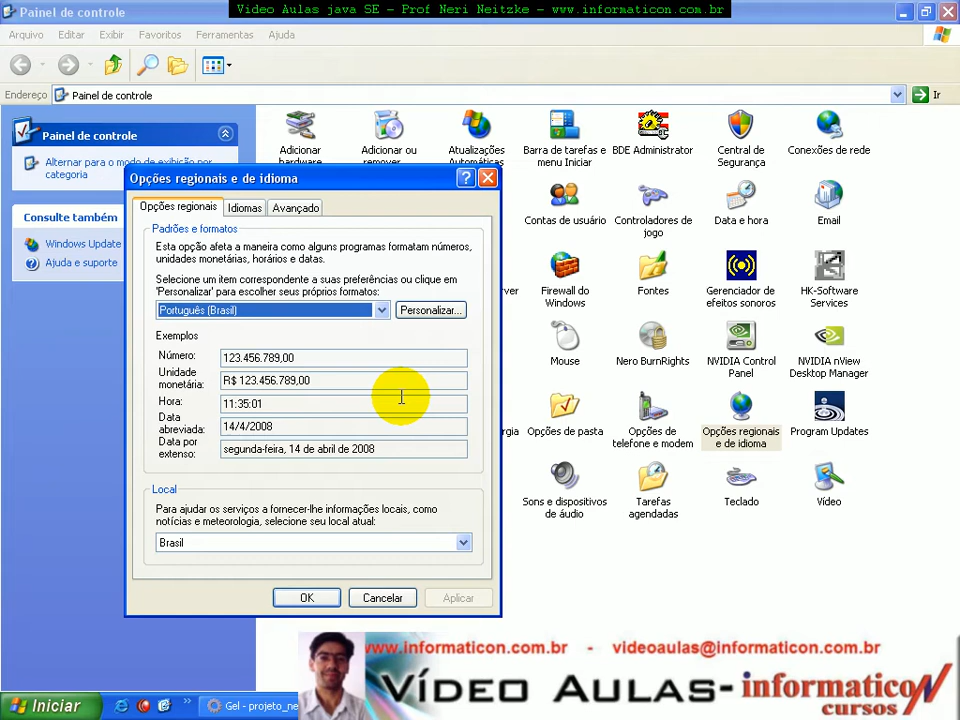 Painel de controle
Video Aulas java SE - Prof Neri Neitzke - www.informaticon.com.br
Arquivo Editar Exibir Favoritos Ferramentas Ajuda
Endereço Painel de controle Ir
Painel de controle
Alternar para o modo de exibição por
categoria
Consulte também
Windows Update
Ajuda e suporte
Adicionar
hardware
Adicionar ou
remover
Atualizações
Automáticas
Barra de tarefas e
menu Iniciar
BDE Administrator
Central de
Segurança
Conexões de rede
Contas de usuário
Controladores de
jogo
Data e hora
Email
Firewall do
Windows
Fontes
Gerenciador de
efeitos sonoros
HK-Software
Services
Mouse
Nero BurnRights
NVIDIA Control
Panel
NVIDIA nView
Desktop Manager
Opções de pasta
Opções de
telefone e modem
Opções regionais
e de idioma
Program Updates
Sons e dispositivos
de áudio
Tarefas
agendadas
Teclado
Vídeo
Opções regionais e de idioma
Opções regionais Idiomas Avançado
Padrões e formatos
Esta opção afeta a maneira como alguns programas formatam números,
unidades monetárias, horários e datas.
Selecione um item correspondente a suas preferências ou clique em
'Personalizar' para escolher seus próprios formatos:
Português (Brasil) Personalizar...
Exemplos
Número: 123.456.789,00
Unidade
monetária: R$ 123.456.789,00
Hora: 11:35:01
Data
abreviada: 14/4/2008
Data por
extenso: segunda-feira, 14 de abril de 2008
Local
Para ajudar os serviços a fornecer-lhe informações locais, como
notícias e meteorologia, selecione seu local atual:
Brasil
OK Cancelar Aplicar
www.informaticon.com.br - videoaulas@informaticon.com.br
VÍDEO AULAS-informaticoN
cursos
Iniciar
Gel - projeto_ne